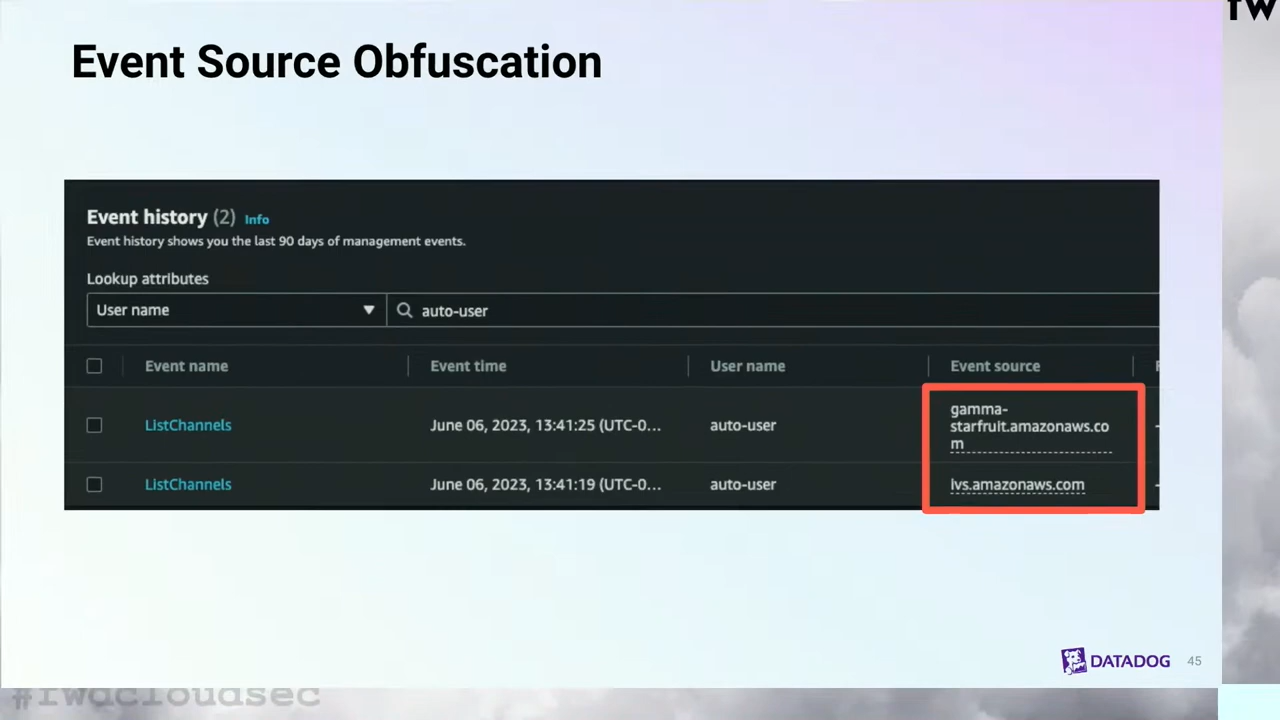 Event Source Obfuscation
Event history (2) Info
Event history shows you the last 90 days of management events.
Lookup attributes
User name
auto-user
Event name Event time User name Event source
ListChannels June 06, 2023, 13:41:25 (UTC-0... auto-user gamma-
starfruit.amazonaws.co
m
ListChannels June 06, 2023, 13:41:19 (UTC-0... auto-user ivs.amazonaws.com
DATADOG 45
#fwdcloudsec